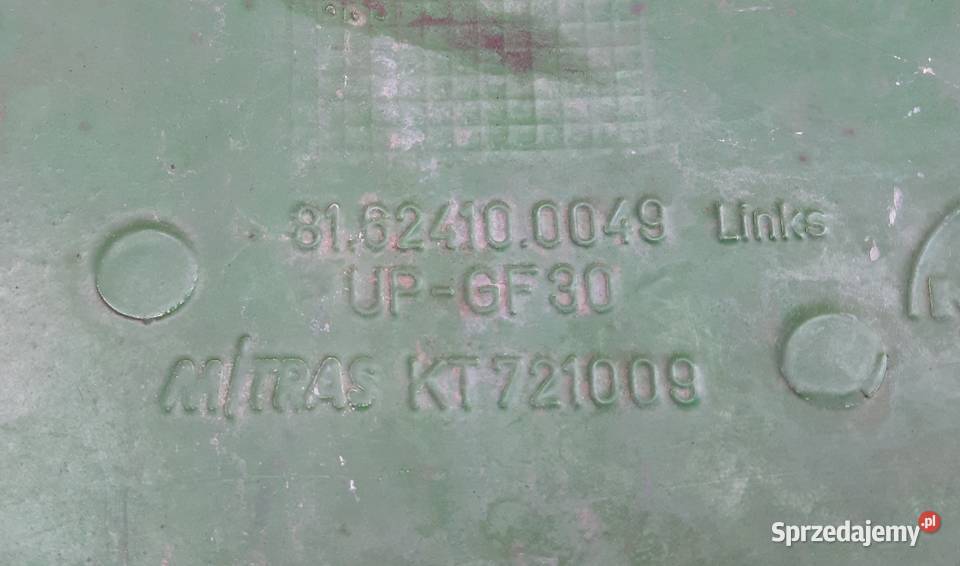 81.62410.0049 Links
UP-GF30
MITRAS KT 721009
Sprzedajemy.pl